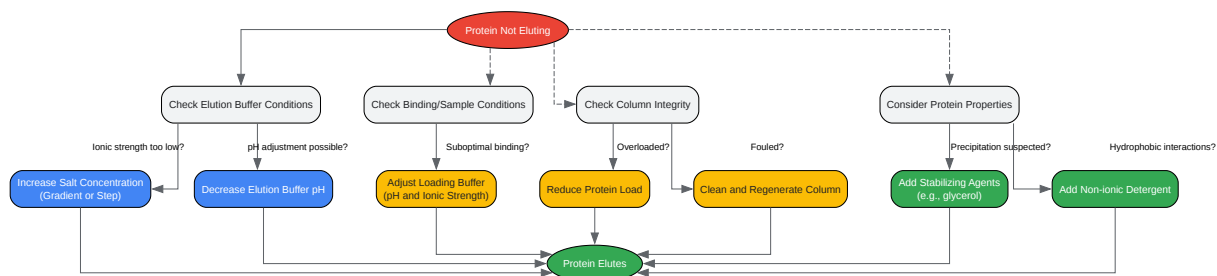 Protein Not Eluting
Check Elution Buffer Conditions
Check Binding/Sample Conditions
Check Column Integrity
Consider Protein Properties
Ionic strength too low?
pH adjustment possible?
Suboptimal binding?
Overloaded?
Fouled?
Precipitation suspected?
Hydrophobic interactions?
Increase Salt Concentration
(Gradient or Step)
Decrease Elution Buffer pH
Adjust Loading Buffer
(pH and Ionic Strength)
Reduce Protein Load
Clean and Regenerate Column
Add Stabilizing Agents
(e.g., glycerol)
Add Non-ionic Detergent
Protein Elutes